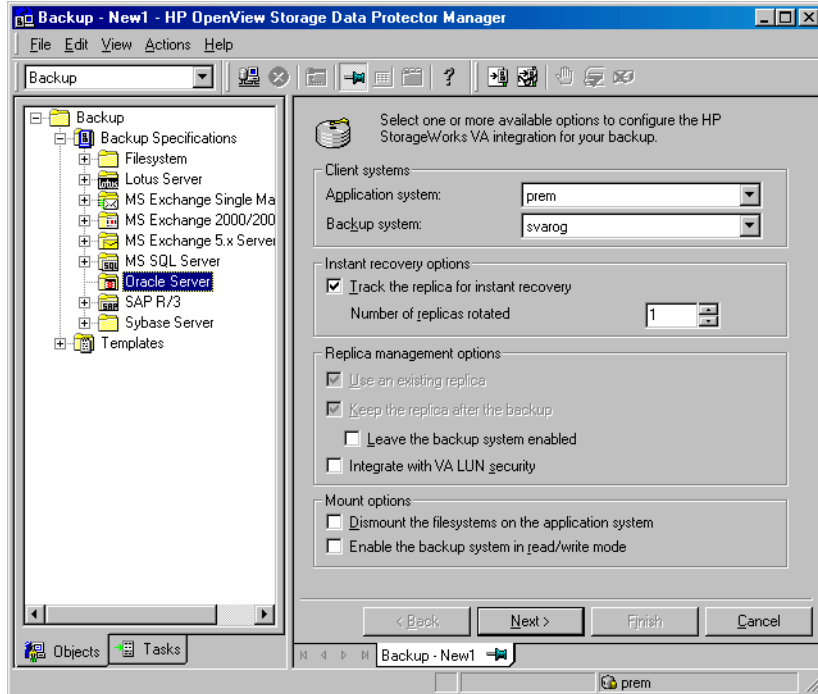 Backup - New1 - HP OpenView Storage Data Protector Manager
File Edit View Actions Help
Backup
Backup
Backup Specifications
Filesystem
Lotus Server
MS Exchange Single Ma
MS Exchange 2000/200
MS Exchange 5.x Server
MS SQL Server
Oracle Server
SAP R/3
Sybase Server
Templates
Objects
Tasks
Select one or more available options to configure the HP
StorageWorks VA integration for your backup.
Client systems
Application system: prem
Backup system: svarog
Instant recovery options
Track the replica for instant recovery
Number of replicas rotated 1
Replica management options
Use an existing replica
Keep the replica after the backup
Leave the backup system enabled
Integrate with VA LUN security
Mount options
Dismount the filesystems on the application system
Enable the backup system in read/write mode
< Back Next > Finish Cancel
Backup - New1
prem